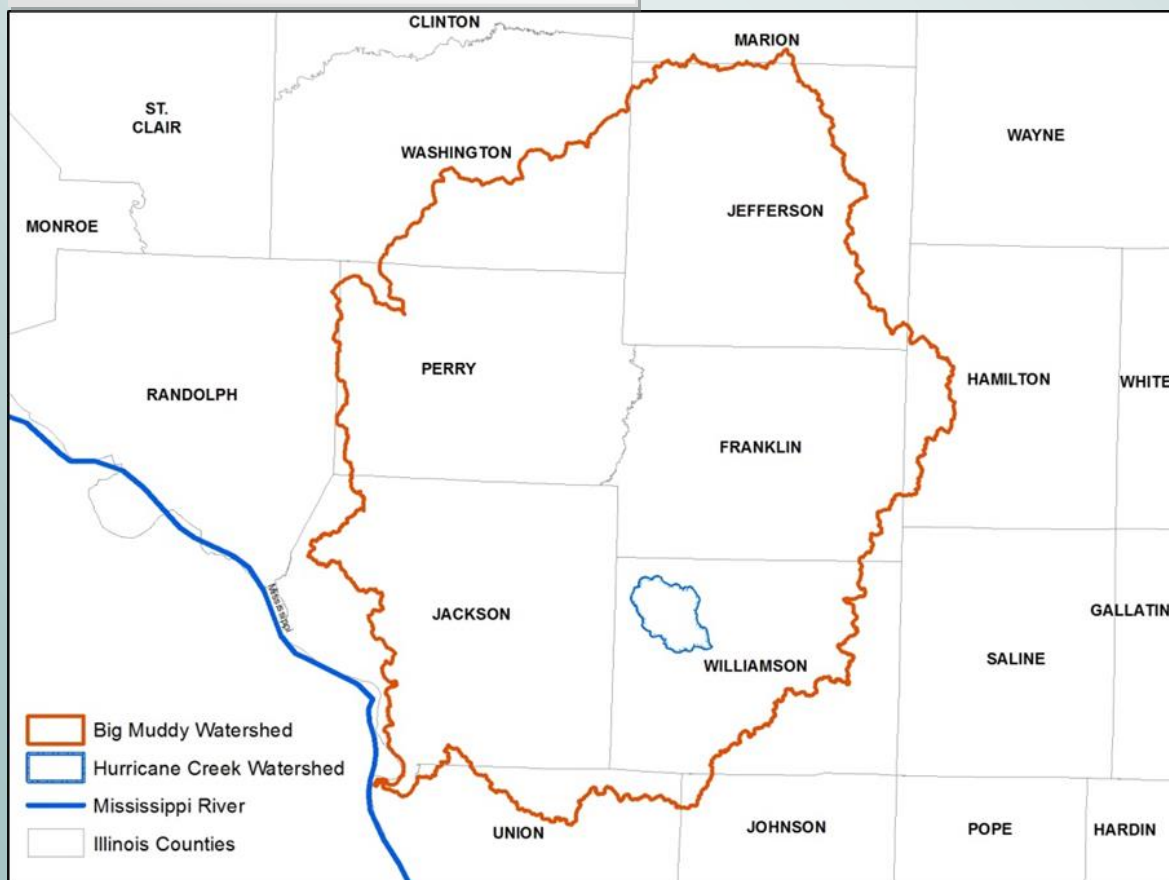 CLINTON
MARION
ST.
CLAIR
WAYNE
WASHINGTON
JEFFERSON
MONROE
PERRY
HAMILTON
WHITE
RANDOLPH
FRANKLIN
Mississippi
JACKSON
GALLATIN
SALINE
WILLIAMSON
Big Muddy Watershed
Hurricane Creek Watershed
Mississippi River
Illinois Counties
UNION
JOHNSON
POPE
HARDIN